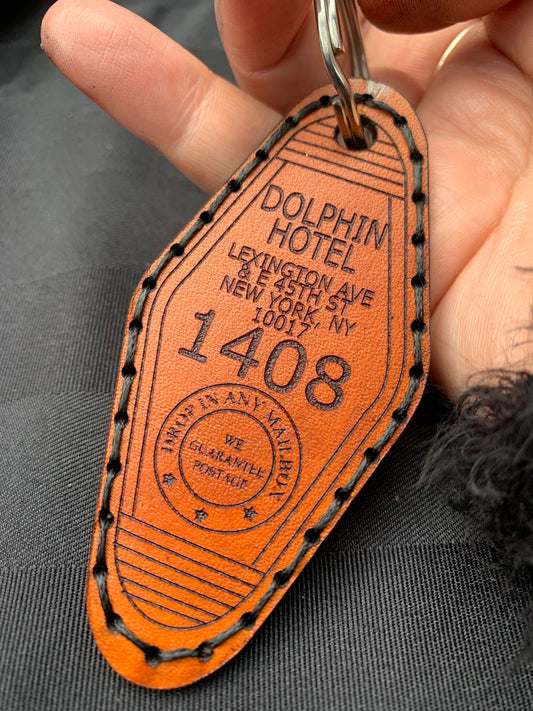 DOLPHIN
HOTEL
LEXINGTON AVE
& E 45TH ST
NEW YORK, NY
10017
1408
DROP IN ANY MAILBOX
WE
GUARANTEE
POSTAGE